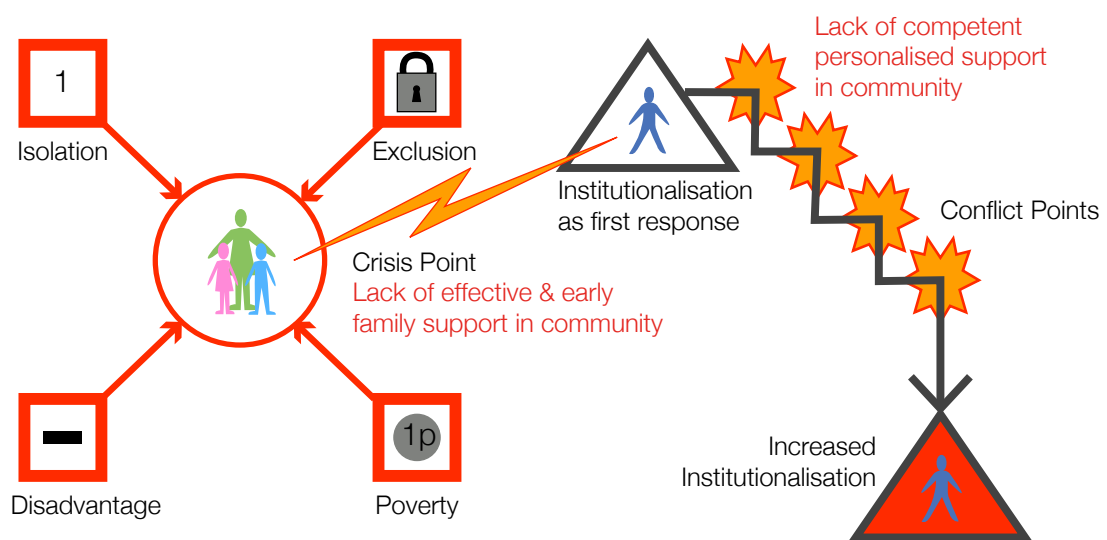 1
Isolation
Exclusion
Crisis Point
Lack of effective & early
family support in community
1p
Disadvantage
Poverty
Institutionalisation
as first response
Lack of competent
personalised support
in community
Conflict Points
Increased
Institutionalisation